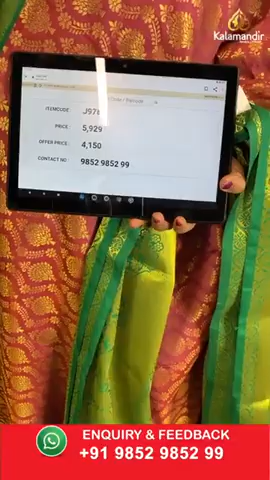 Kalamandir
ITEMCODE: J978
PRICE: 5,929
OFFER PRICE: 4,150
CONTACT NO: 9852 9852 99
ENQUIRY & FEEDBACK
+91 9852 9852 99